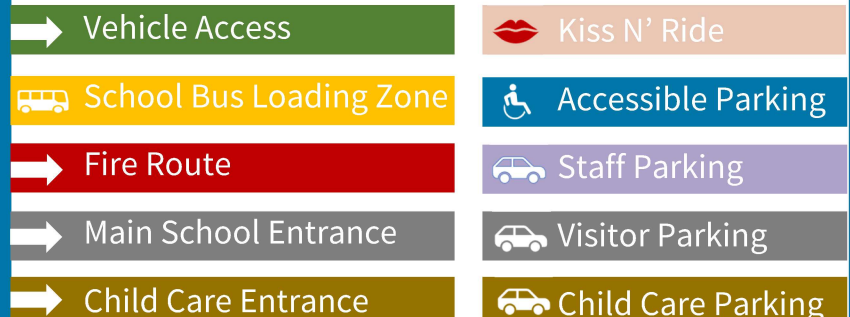 Vehicle Access
School Bus Loading Zone
Fire Route
Main School Entrance
Child Care Entrance
Kiss N’ Ride
Accessible Parking
Staff Parking
Visitor Parking
Child Care Parking